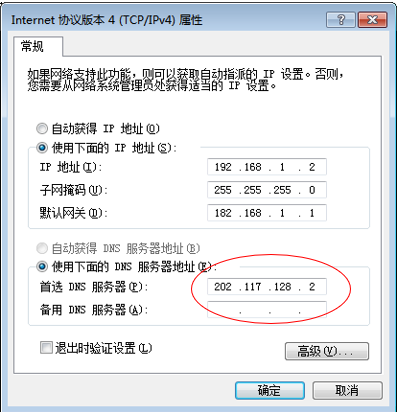 Internet 协议版本 4 (TCP/IPv4) 属性
常规
如果网络支持此功能，则可以获取自动指派的 IP 设置。否则，
您需要从网络系统管理员处获得适当的 IP 设置。
自动获得 IP 地址(O)
使用下面的 IP 地址(S):
IP 地址(I): 192 .168 . 1 . 2
子网掩码(U): 255 .255 .255 . 0
默认网关(D): 182 .168 . 1 . 1
自动获得 DNS 服务器地址(B)
使用下面的 DNS 服务器地址(E):
首选 DNS 服务器(P): 202 .117 .128 . 2
备用 DNS 服务器(A): . . .
退出时验证设置(L)
高级(V)...
确定 取消